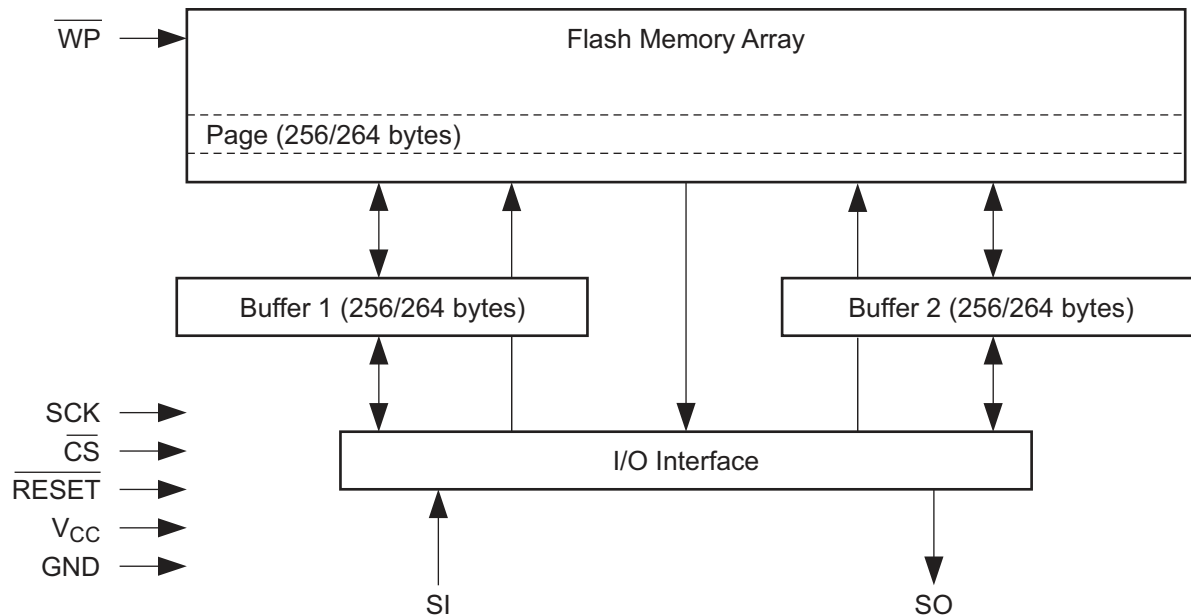 WP
Flash Memory Array
Page (256/264 bytes)
Buffer 1 (256/264 bytes)
Buffer 2 (256/264 bytes)
SCK
CS
RESET
VCC
GND
I/O Interface
SI
SO